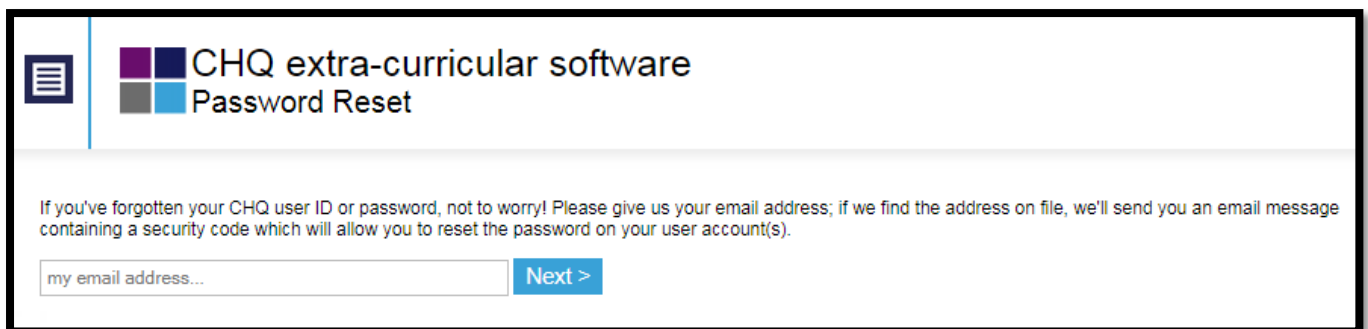 CHQ extra-curricular software
Password Reset
If you've forgotten your CHQ user ID or password, not to worry! Please give us your email address; if we find the address on file, we'll send you an email message
containing a security code which will allow you to reset the password on your user account(s).
my email address...
Next >